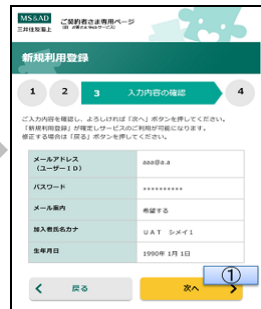 MS&AD
三井住友海上
ご契約者さま専用ページ
新規利用登録
1 2 3 入力内容の確認 4
ご入力内容を確認し、よろしければ「次へ」ボタンを押してください。
「新規利用登録」が確定しサービスのご利用が可能になります。
修正する場合は「戻る」ボタンを押してください。
メールアドレス
（ユーザーＩＤ）
aaa@a.a
パスワード
**********
メール案内
希望する
加入者氏名カナ
ＵＡＴ シメイ１
生年月日
1990年 1月 1日
①
戻る
次へ